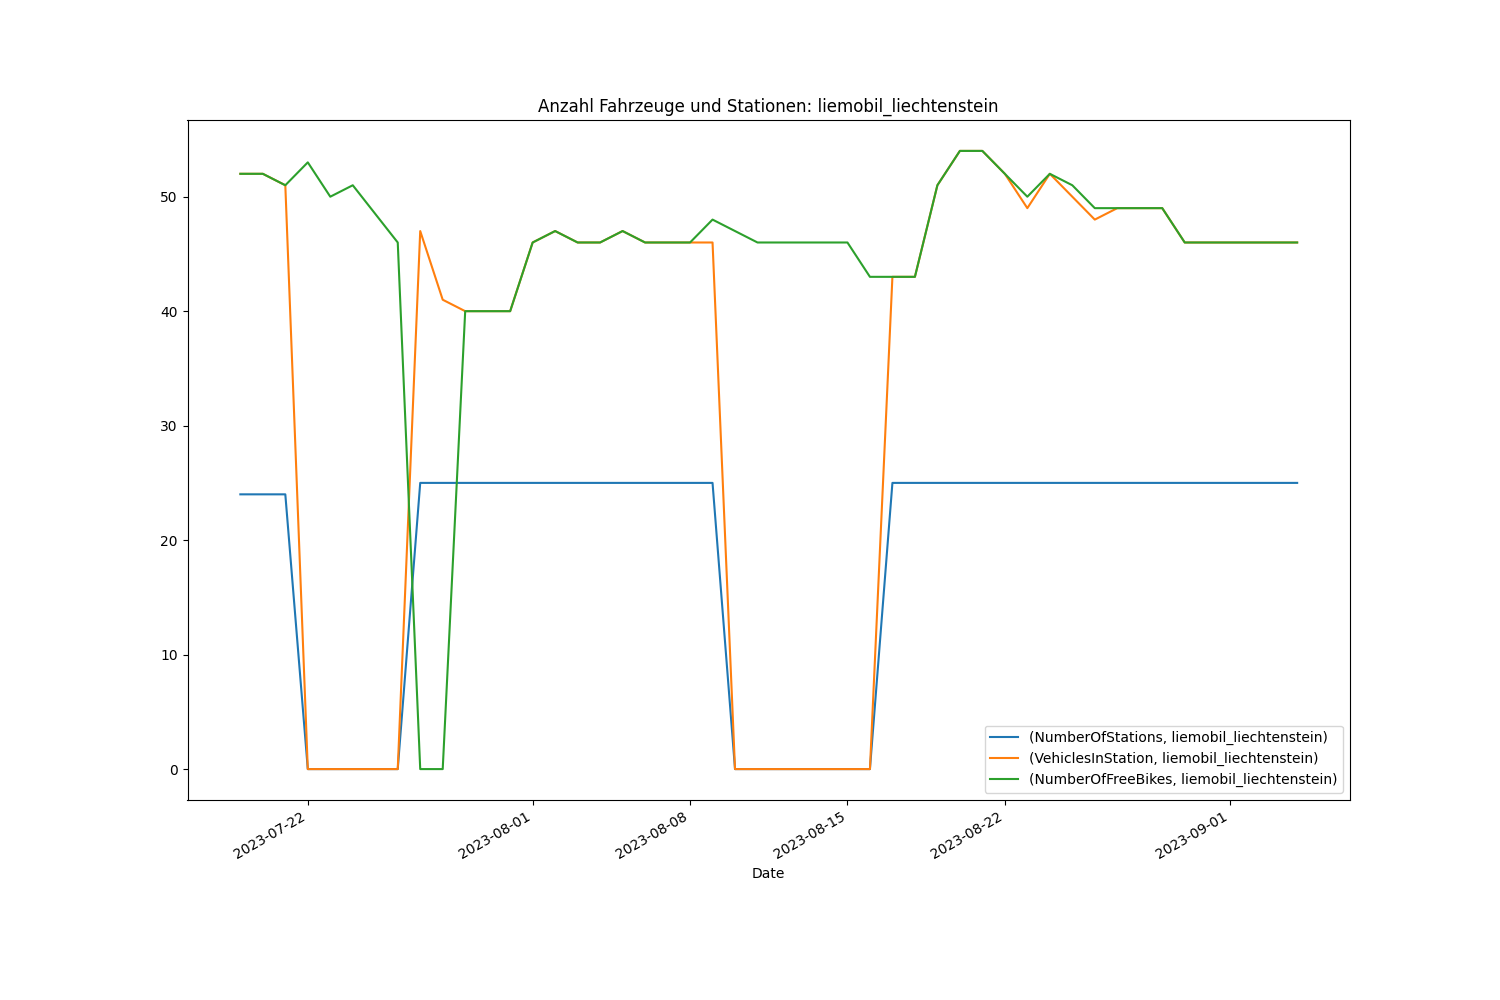 Anzahl Fahrzeuge und Stationen: liemobil_liechtenstein
50
40
30
20
10
0
(NumberOfStations, liemobil_liechtenstein)
(VehiclesInStation, liemobil_liechtenstein)
(NumberOfFreeBikes, liemobil_liechtenstein)
2023-07-22
2023-08-01
2023-08-08
2023-08-15
2023-08-22
2023-09-01
Date